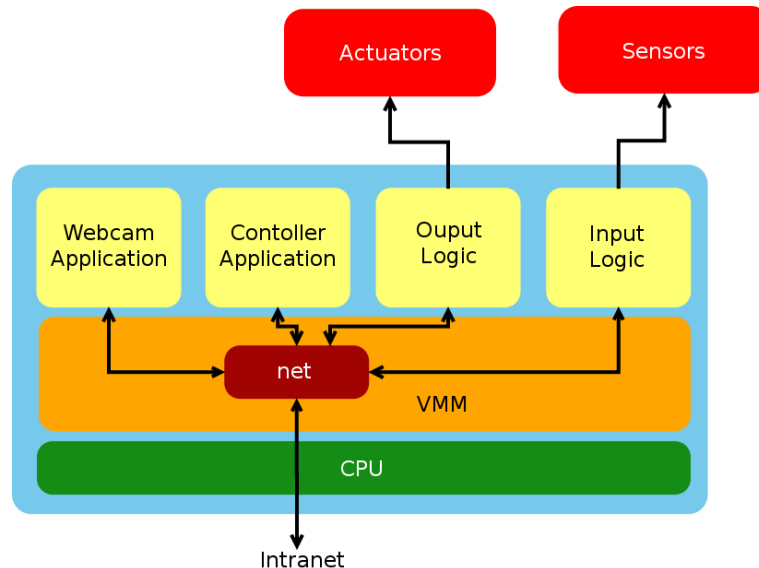 Actuators
Sensors
Webcam
Application
Contoller
Application
Ouput
Logic
Input
Logic
net
VMM
CPU
Intranet